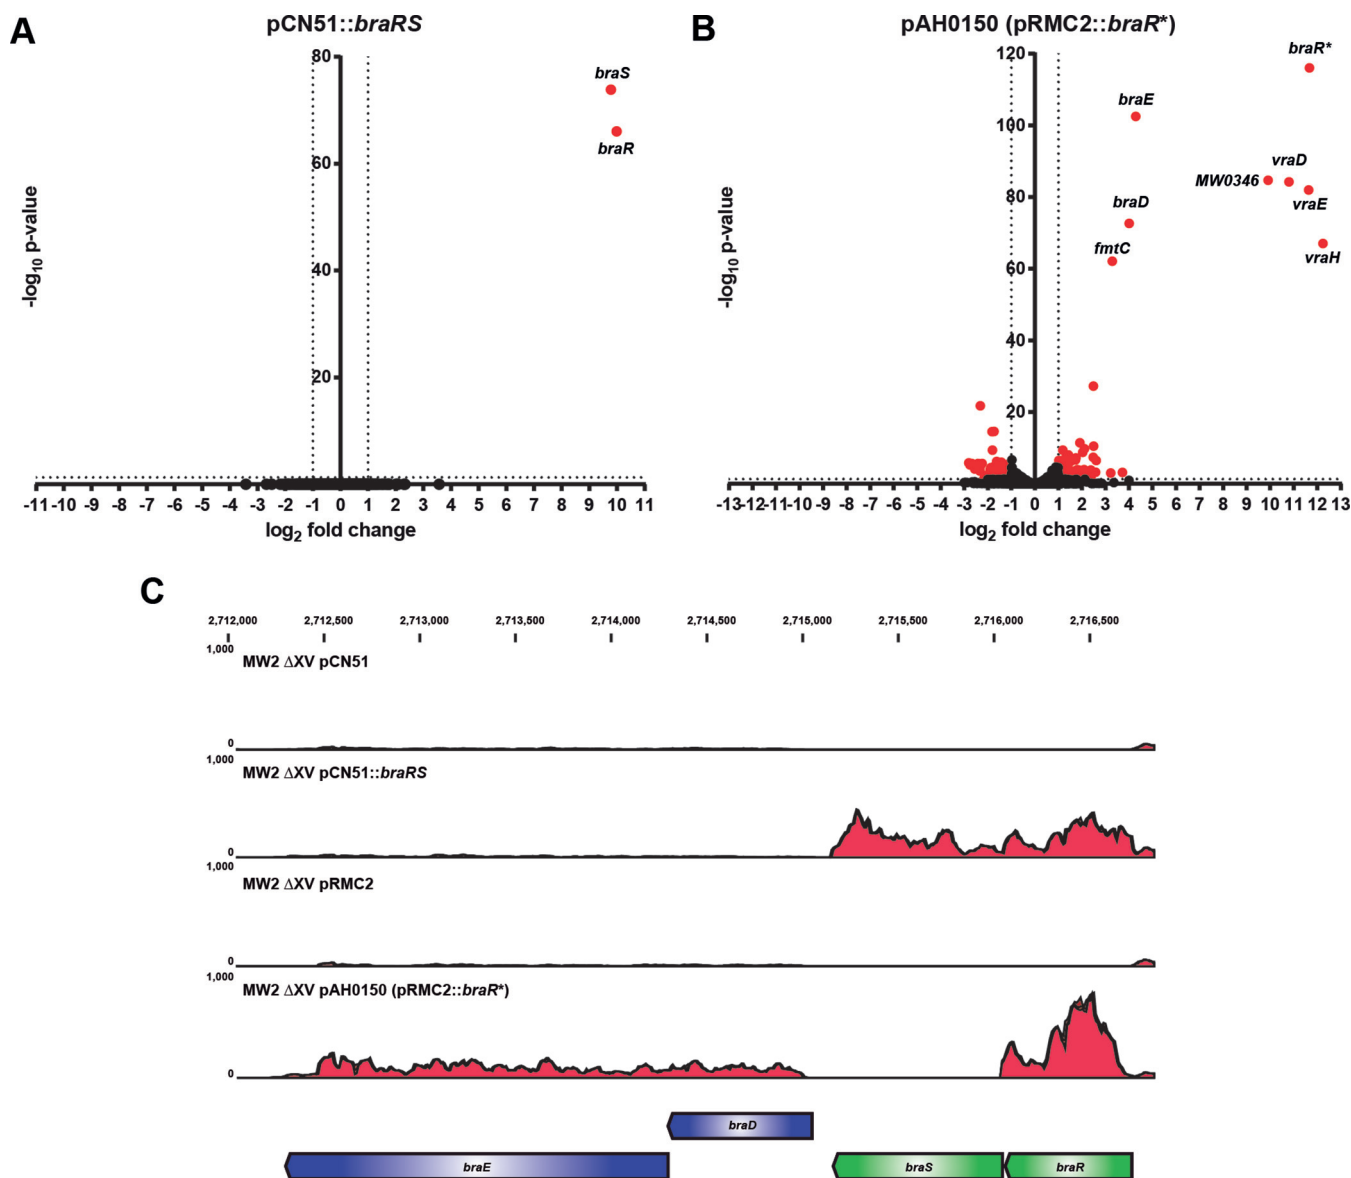 A
pCN51::braRS
B
pAH0150 (pRMC2::braR*)
80
60
40
20
-log10 p-value
braS
braR
-11 -10 -9 -8 -7 -6 -5 -4 -3 -2 -1 0 1 2 3 4 5 6 7 8 9 10 11
log2 fold change
120
100
80
60
40
20
-log10 p-value
braR*
braE
vraD
MW0346
vraE
braD
fmtC
vraH
-13 -12 -11 -10 -9 -8 -7 -6 -5 -4 -3 -2 -1 0 1 2 3 4 5 6 7 8 9 10 11 12 13
log2 fold change
C
2,712,000 2,712,500 2,713,000 2,713,500 2,714,000 2,714,500 2,715,000 2,715,500 2,716,000 2,716,500
1,000
MW2 ΔXV pCN51
0
1,000
MW2 ΔXV pCN51::braRS
0
1,000
MW2 ΔXV pRMC2
0
1,000
MW2 ΔXV pAH0150 (pRMC2::braR*)
0
braD
braE
braS
braR